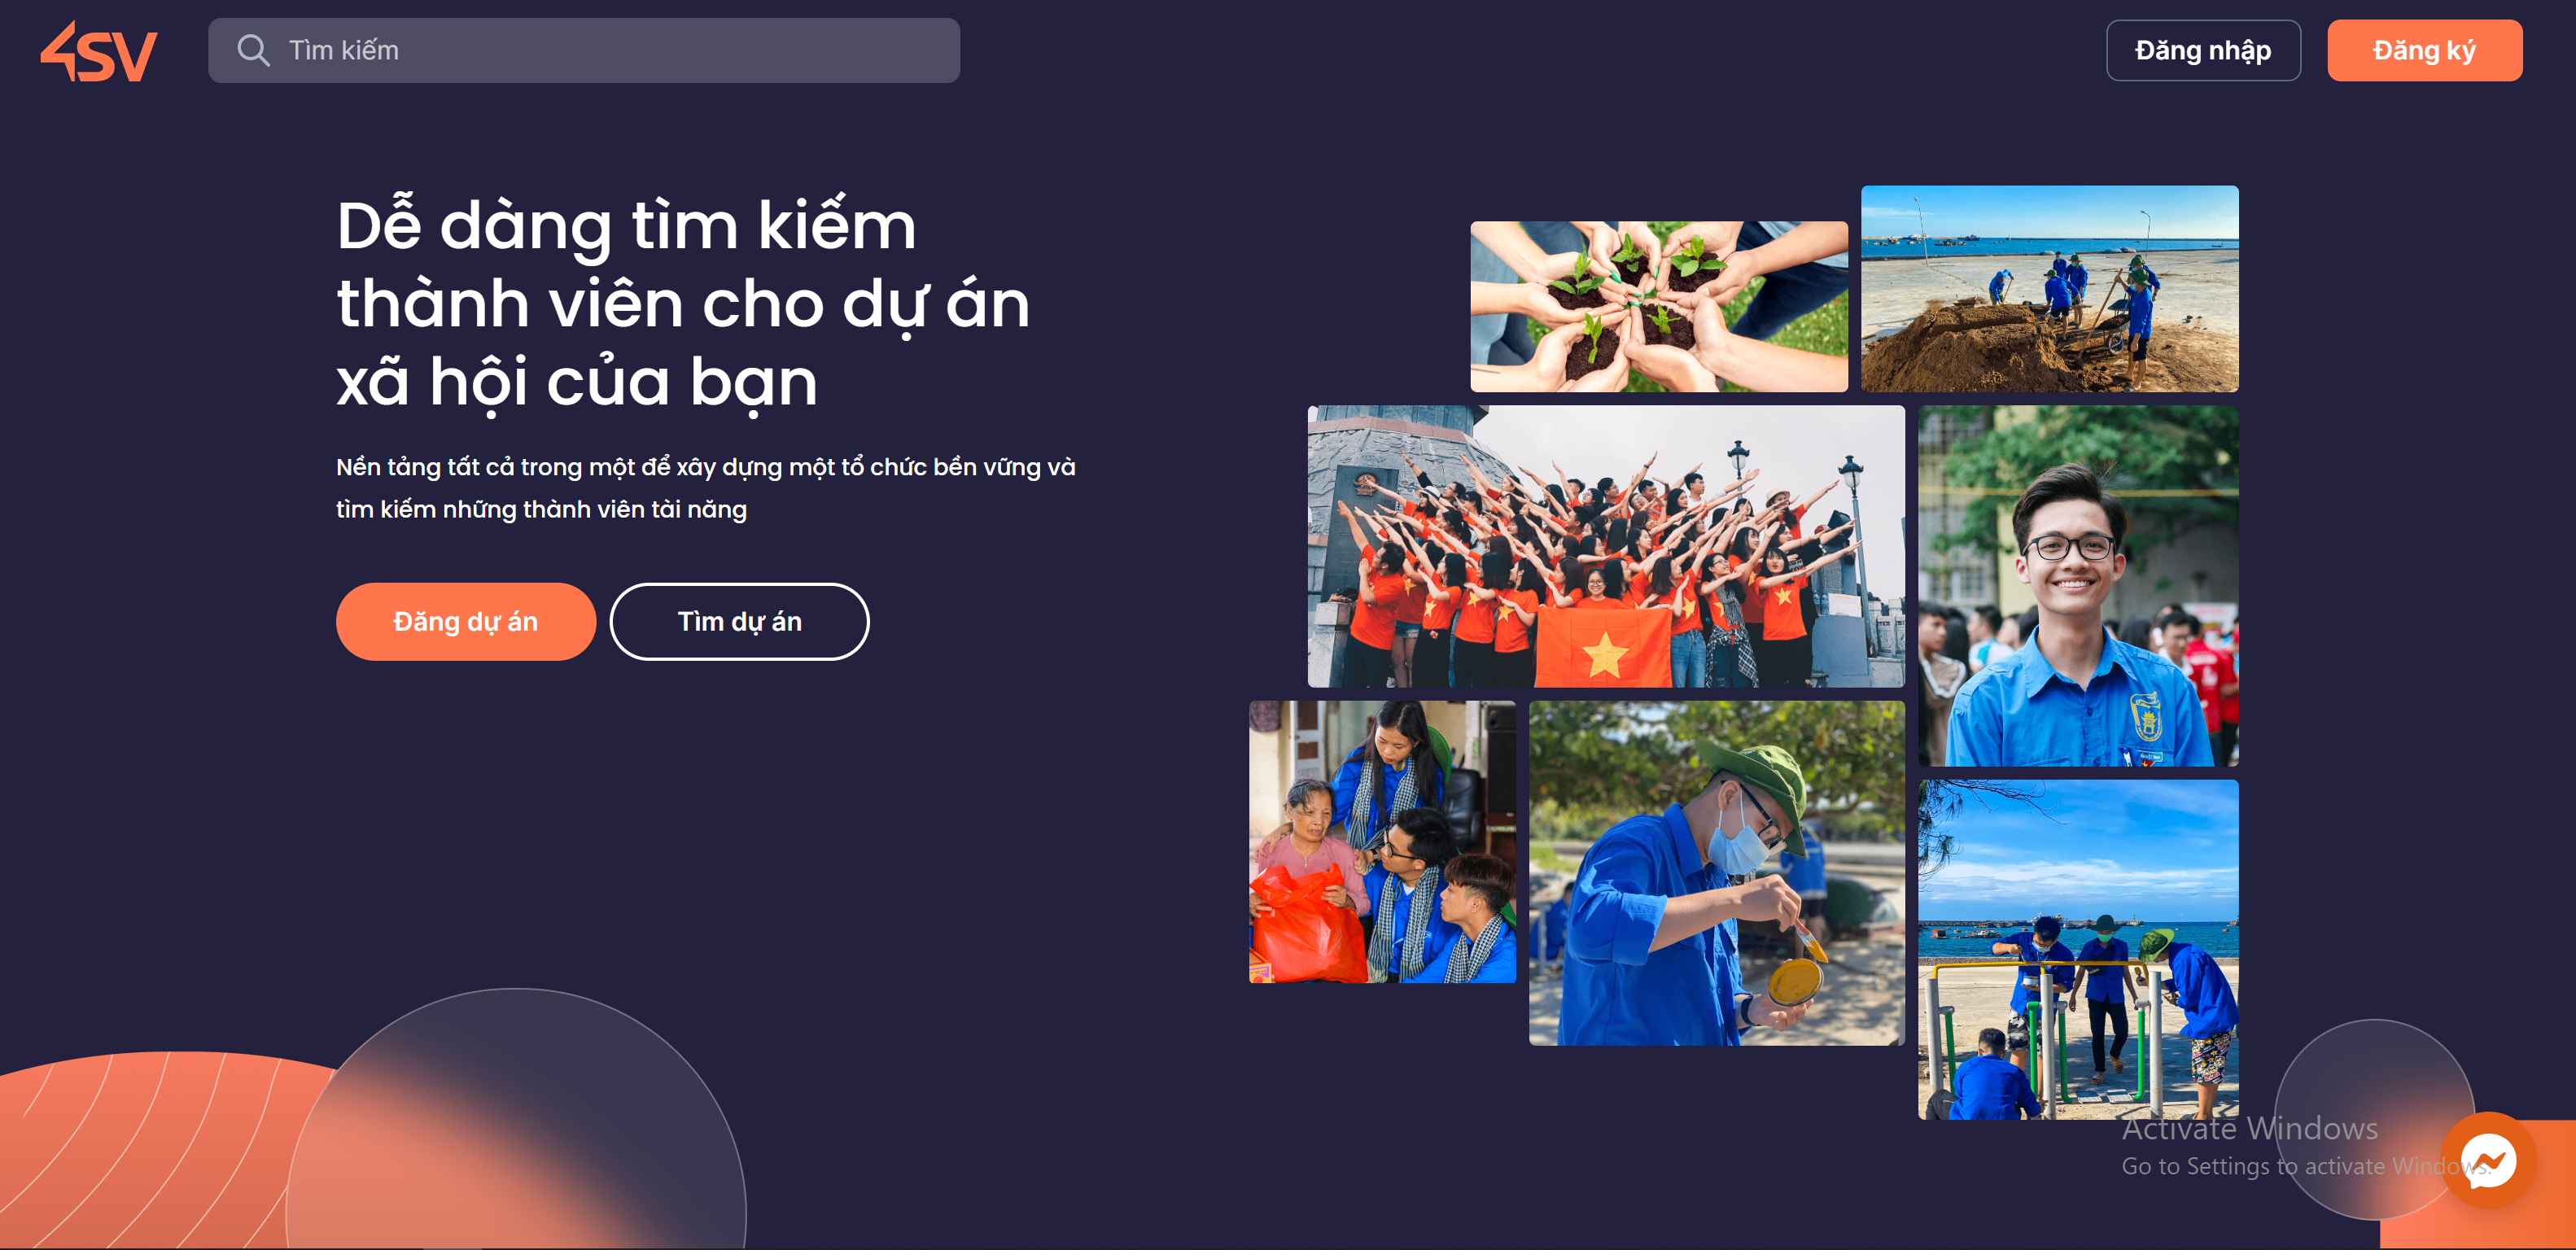 4SV
Tìm kiếm
Đăng nhập
Đăng ký
Dễ dàng tìm kiếm
thành viên cho dự án
xã hội của bạn
Nền tảng tất cả trong một để xây dựng một tổ chức bền vững và
tìm kiếm những thành viên tài năng
Đăng dự án
Tìm dự án
Activate Windows
Go to Settings to activate Windows.